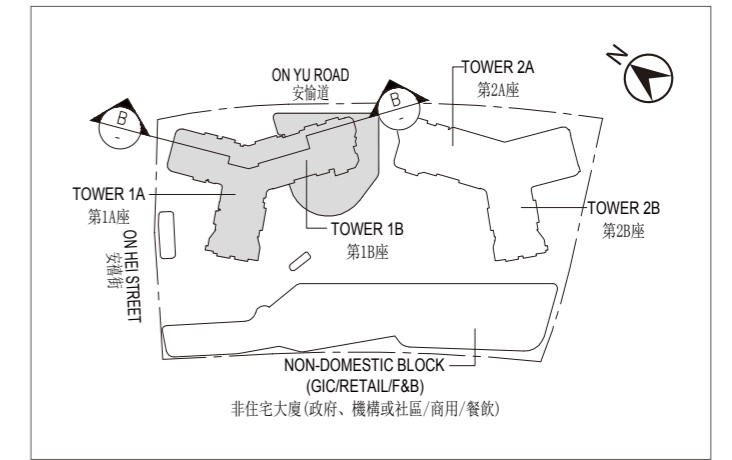 ON YU ROAD
安愉道
TOWER 2A
第2A座
N
B
-
B
-
TOWER 1A
第1A座
TOWER 1B
第1B座
TOWER 2B
第2B座
ON HEI STREET
安禧街
NON-DOMESTIC BLOCK
(GIC/RETAIL/F&B)
非住宅大廈(政府、機構或社區/商用/餐飲)